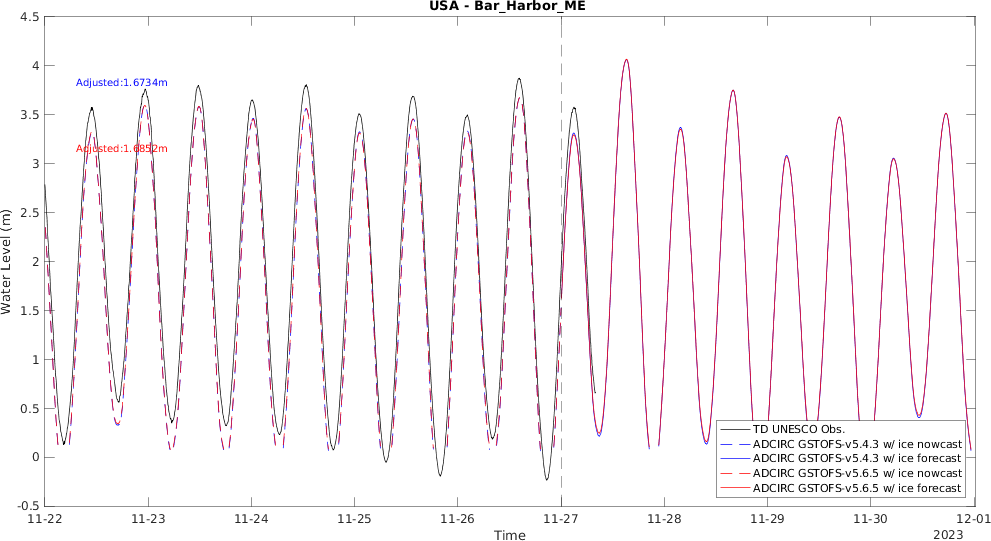 USA - Bar_Harbor_ME
4.5
4
3.5
3
2.5
2
1.5
1
0.5
0
-0.5
Water Level (m)
Adjusted:1.6734m
Adjusted:1.6852m
TD UNESCO Obs.
ADCIRC GSTOFS-v5.4.3 w/ ice nowcast
ADCIRC GSTOFS-v5.4.3 w/ ice forecast
ADCIRC GSTOFS-v5.6.5 w/ ice nowcast
ADCIRC GSTOFS-v5.6.5 w/ ice forecast
11-22 11-23 11-24 11-25 11-26 11-27 11-28 11-29 11-30 12-01
Time
2023